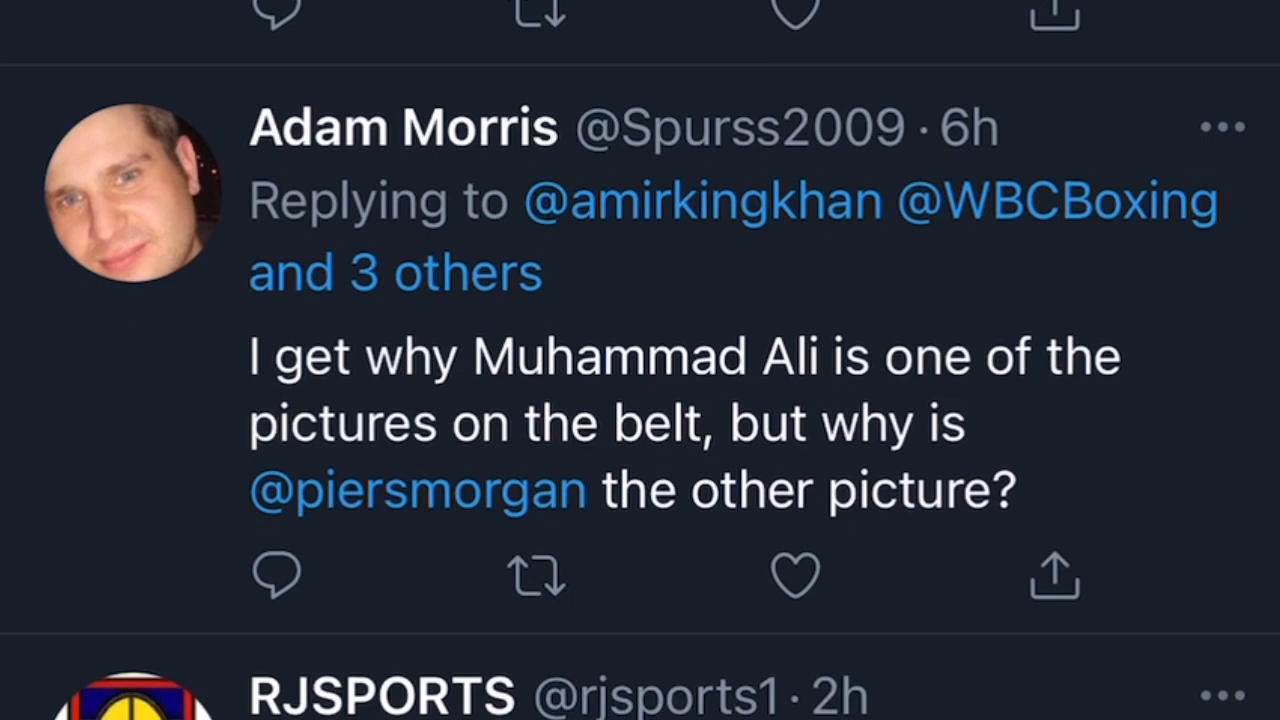 Adam Morris @Spurss2009 · 6h
Replying to @amirkingkhan @WBCBoxing
and 3 others
I get why Muhammad Ali is one of the
pictures on the belt, but why is
@piersmorgan the other picture?
RJSPORTS @rjsports1 · 2h